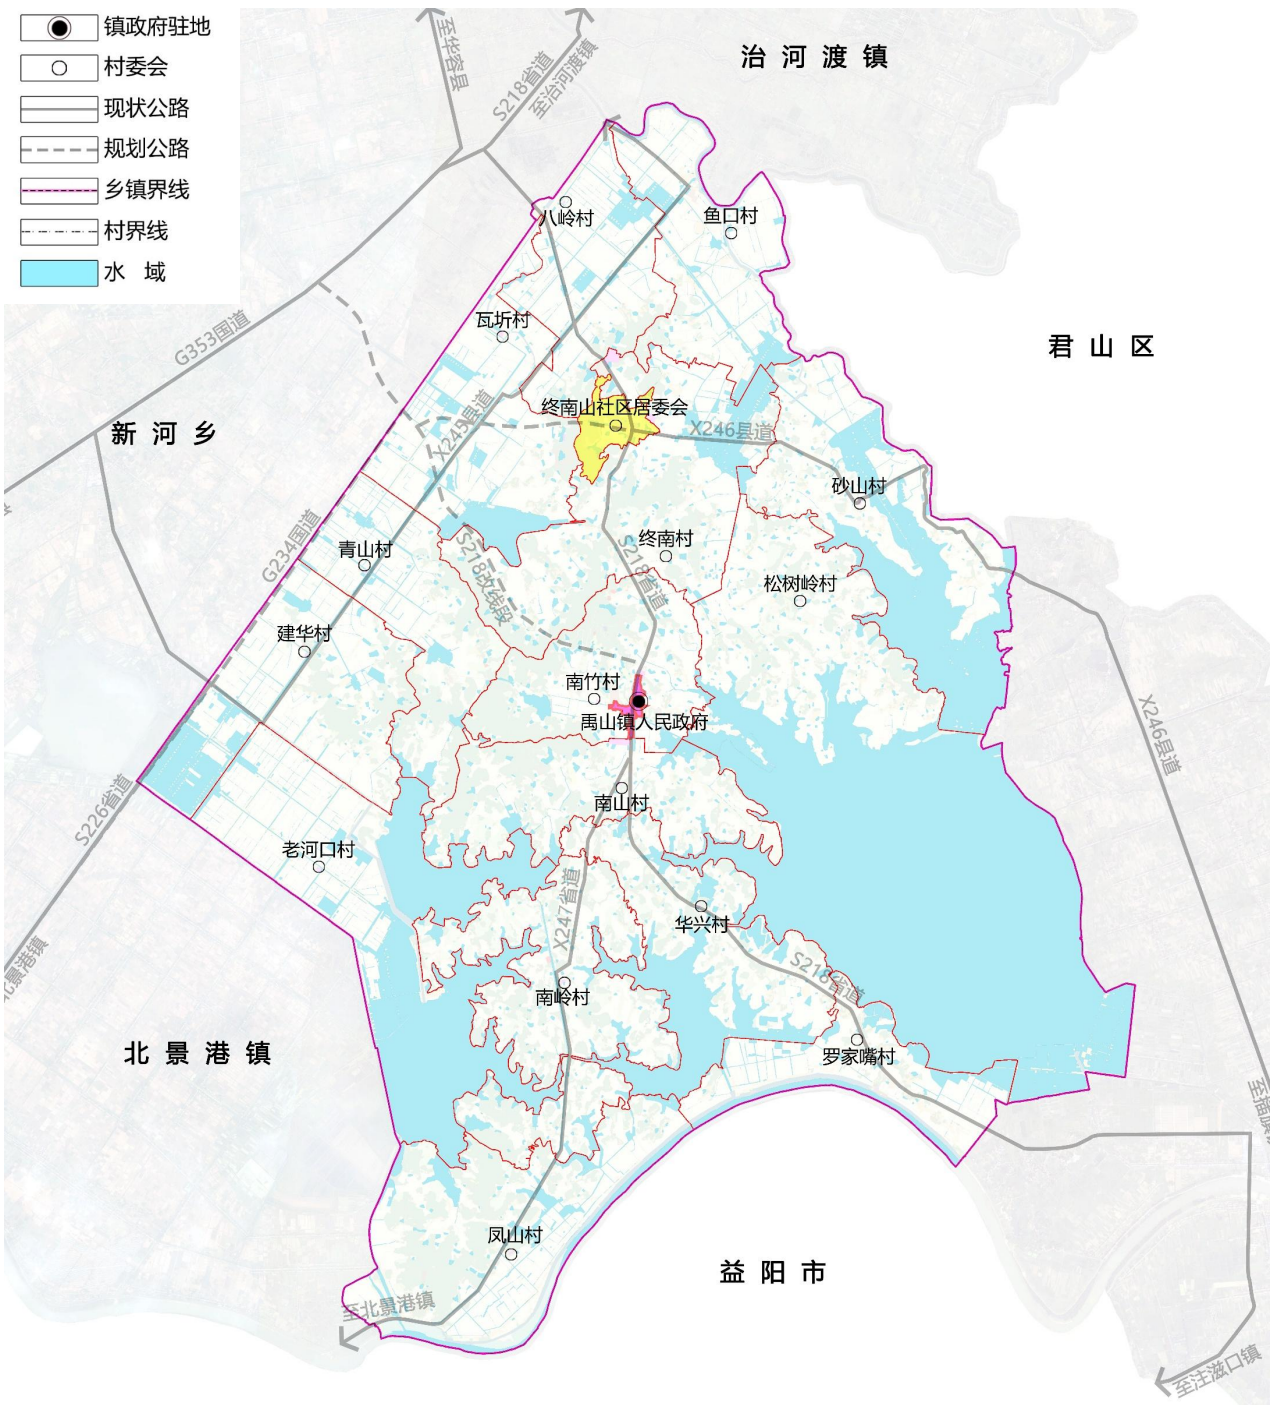 镇政府驻地
村委会
现状公路
规划公路
乡镇界线
村界线
水 域
至华容县
S218省道
至治河渡镇
治河渡镇
八岭村
鱼口村
瓦圻村
G353国道
君山区
新河乡
X245县道
终南山社区居委会
X246县道
砂山村
G234国道
青山村
S218改线段
终南村
S218省道
松树岭村
建华村
南竹村
禹山镇人民政府
X246县道
S226省道
南山村
老河口村
X247省道
华兴村
S218省道
南岭村
罗家嘴村
北景港镇
北景港镇
凤山村
益阳市
至北景港镇
至注滋口镇